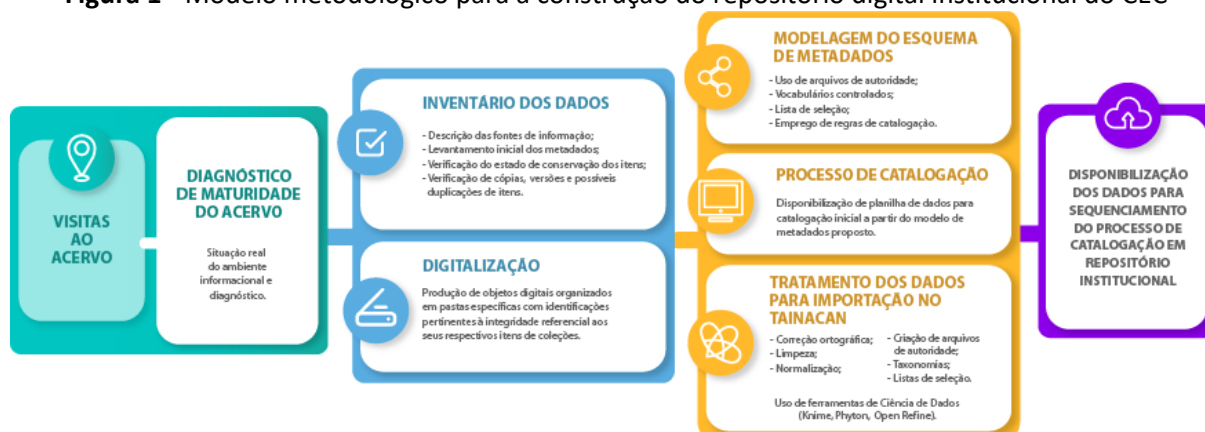 Figura 1 - Modelo metodológico para a construção do repositório digital institucional do CLC
VISITAS
AO
ACERVO
DIAGNÓSTICO
DE MATURIDADE
DO ACERVO
Situação real
do ambiente
informacional e
diagnóstico.
INVENTÁRIO DOS DADOS
- Descrição das fontes de informação;
- Levantamento inicial dos metadados;
- Verificação do estado de conservação dos itens;
- Verificação de cópias, versões e possíveis
duplicações de itens.
DIGITALIZAÇÃO
Produção de objetos digitais organizados
em pastas específicas com identificações
pertinentes à integridade referencial aos
seus respectivos itens de coleções.
MODELAGEM DO ESQUEMA
DE METADADOS
- Uso de arquivos de autoridade;
- Vocabulários controlados;
- Lista de seleção;
- Emprego de regras de catalogação.
PROCESSO DE CATALOGAÇÃO
Disponibilização de planilha de dados para
catalogação inicial a partir do modelo de
metadados proposto.
TRATAMENTO DOS DADOS
PARA IMPORTAÇÃO NO
TAINACAN
- Correção ortográfica;
- Limpeza;
- Normalização;
- Criação de arquivos
de autoridade;
- Taxonomias;
- Listas de seleção.
Uso de ferramentas de Ciência de Dados
(Knime, Phyton, Open Refine).
DISPONIBILIZAÇÃO
DOS DADOS PARA
SEQUENCIAMENTO
DO PROCESSO DE
CATALOGAÇÃO EM
REPOSITÓRIO
INSTITUCIONAL